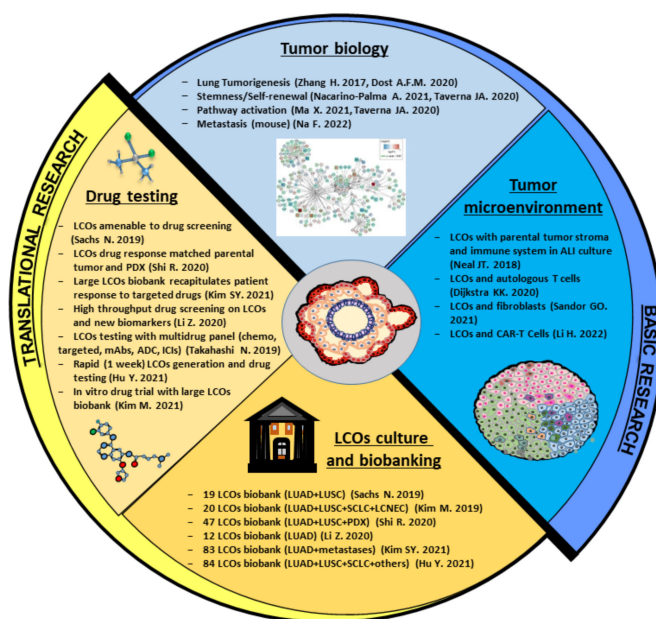 Tumor biology
– Lung Tumorigenesis (Zhang H. 2017, Dost A.F.M. 2020)
– Stemness/Self-renewal (Nacarino-Palma A. 2021, Taverna JA. 2020)
– Pathway activation (Ma X. 2021, Taverna JA. 2020)
– Metastasis (mouse) (Na F. 2022)
TRANSLATIONAL RESEARCH
Drug testing
– LCOs amenable to drug screening
(Sachs N. 2019)
– LCOs drug response matched parental
tumor and PDX (Shi R. 2020)
– Large LCOs biobank recapitulates patient
response to targeted drugs (Kim SY. 2021)
– High throughput drug screening on LCOs
and new biomarkers (Li Z. 2020)
– LCOs testing with multidrug panel (chemo,
targeted, mAbs, ADC, ICIs) (Takahashi N. 2019)
– Rapid (1 week) LCOs generation and drug
testing (Hu Y. 2021)
– In vitro drug trial with large LCOs
biobank (Kim M. 2021)
Tumor
microenvironment
– LCOs with parental tumor stroma
and immune system in ALI culture
(Neal JT. 2018)
– LCOs and autologous T cells
(Dijkstra KK. 2020)
– LCOs and fibroblasts (Sandor GO.
2021)
– LCOs and CAR-T Cells (Li H. 2022)
BASIC RESEARCH
LCOs culture
and biobanking
– 19 LCOs biobank (LUAD+LUSC) (Sachs N. 2019)
– 20 LCOs biobank (LUAD+LUSC+SCLC+LCNEC) (Kim M. 2019)
– 47 LCOs biobank (LUAD+LUSC+PDX) (Shi R. 2020)
– 12 LCOs biobank (LUAD) (Li Z. 2020)
– 83 LCOs biobank (LUAD+metastases) (Kim SY. 2021)
– 84 LCOs biobank (LUAD+LUSC+SCLC+others) (Hu Y. 2021)